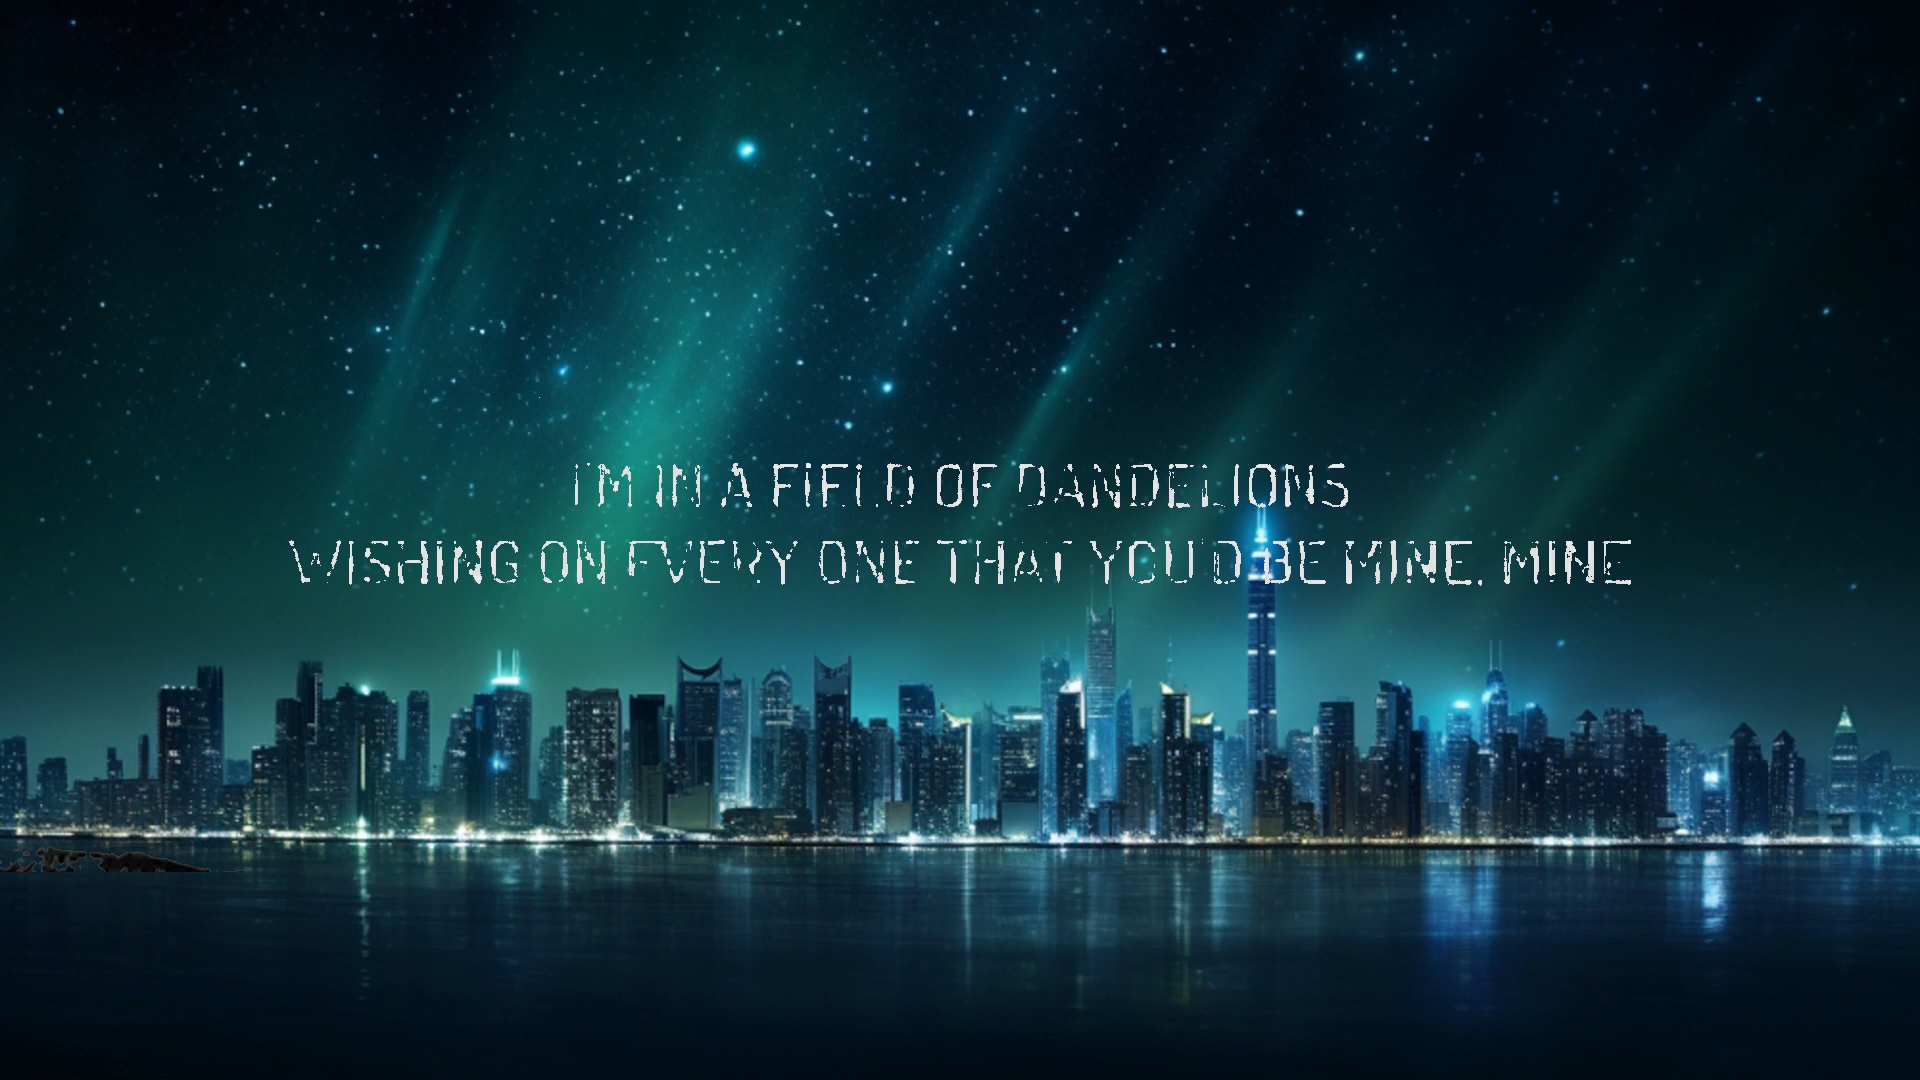 I'M IN A FIELD OF DANDELIONS
WISHING ON EVERY ONE THAT YOU'D BE MINE, MINE